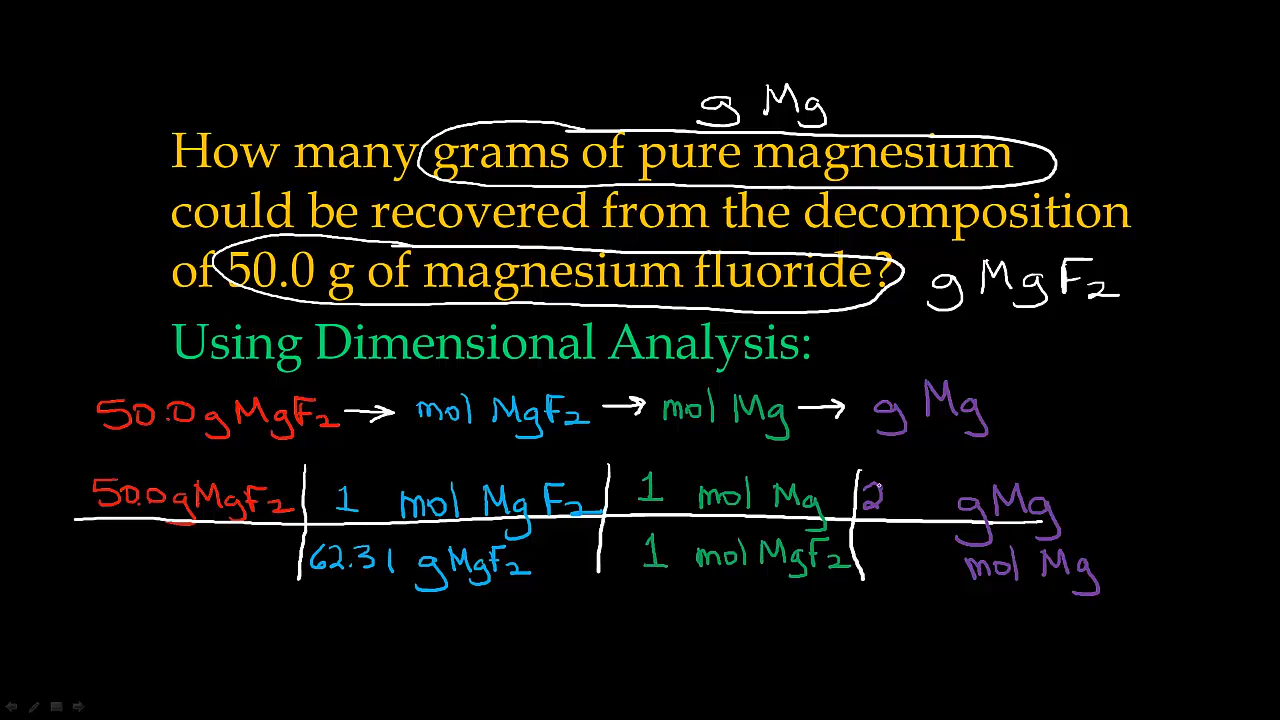 g Mg
How many grams of pure magnesium
could be recovered from the decomposition
of 50.0 g of magnesium fluoride? g MgF2
Using Dimensional Analysis:
50.0 g MgF2 → mol MgF2 → mol Mg → g Mg
50.0 g MgF2 1 mol MgF2 1 mol Mg 2 g Mg
62.31 g MgF2 1 mol MgF2 mol Mg